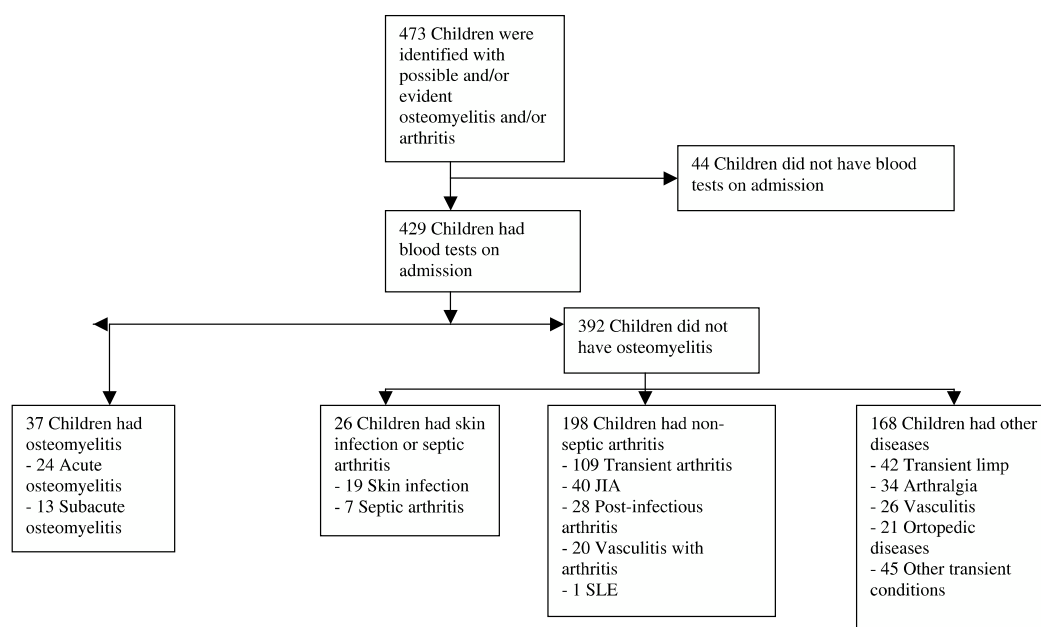 473 Children were
identified with
possible and/or
evident
osteomyelitis and/or
arthritis
44 Children did not have blood
tests on admission
429 Children had
blood tests on
admission
392 Children did not
have osteomyelitis
37 Children had
osteomyelitis
- 24 Acute
osteomyelitis
- 13 Subacute
osteomyelitis
26 Children had skin
infection or septic
arthritis
- 19 Skin infection
- 7 Septic arthritis
198 Children had non-
septic arthritis
- 109 Transient arthritis
- 40 JIA
- 28 Post-infectious
arthritis
- 20 Vasculitis with
arthritis
- 1 SLE
168 Children had other
diseases
- 42 Transient limp
- 34 Arthralgia
- 26 Vasculitis
- 21 Ortopedic
diseases
- 45 Other transient
conditions